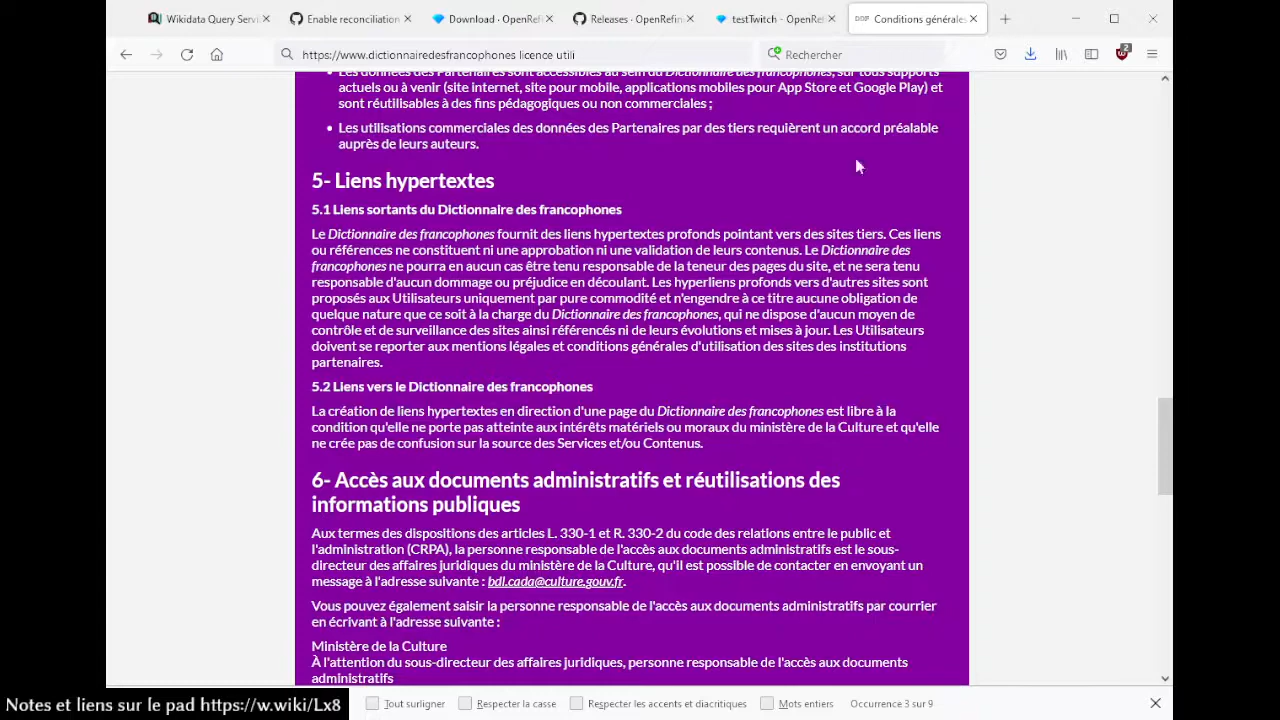 Wikidata Query Servi
Enable reconciliation
Download · OpenRefi
Releases · OpenRefin
testTwitch - OpenRef
DDF
Conditions générales
https://www.dictionnairedesfrancophones licence utili
Rechercher
2
Les données des Partenaires sont accessibles au sein du Dictionnaire des francophones, sur tous supports
actuels ou à venir (site internet, site pour mobile, applications mobiles pour App Store et Google Play) et
sont réutilisables à des fins pédagogiques ou non commerciales ;
• Les utilisations commerciales des données des Partenaires par des tiers requièrent un accord préalable
auprès de leurs auteurs.
5- Liens hypertextes
5.1 Liens sortants du Dictionnaire des francophones
Le Dictionnaire des francophones fournit des liens hypertextes profonds pointant vers des sites tiers. Ces liens
ou références ne constituent ni une approbation ni une validation de leurs contenus. Le Dictionnaire des
francophones ne pourra en aucun cas être tenu responsable de la teneur des pages du site, et ne sera tenu
responsable d'aucun dommage ou préjudice en découlant. Les hyperliens profonds vers d'autres sites sont
proposés aux Utilisateurs uniquement par pure commodité et n'engendre à ce titre aucune obligation de
quelque nature que ce soit à la charge du Dictionnaire des francophones, qui ne dispose d'aucun moyen de
contrôle et de surveillance des sites ainsi référencés ni de leurs évolutions et mises à jour. Les Utilisateurs
doivent se reporter aux mentions légales et conditions générales d'utilisation des sites des institutions
partenaires.
5.2 Liens vers le Dictionnaire des francophones
La création de liens hypertextes en direction d'une page du Dictionnaire des francophones est libre à la
condition qu'elle ne porte pas atteinte aux intérêts matériels ou moraux du ministère de la Culture et qu'elle
ne crée pas de confusion sur la source des Services et/ou Contenus.
6- Accès aux documents administratifs et réutilisations des
informations publiques
Aux termes des dispositions des articles L. 330-1 et R. 330-2 du code des relations entre le public et
l'administration (CRPA), la personne responsable de l'accès aux documents administratifs est le sous-
directeur des affaires juridiques du ministère de la Culture, qu'il est possible de contacter en envoyant un
message à l'adresse suivante : bdl.cada@culture.gouv.fr.
Vous pouvez également saisir la personne responsable de l'accès aux documents administratifs par courrier
en écrivant à l'adresse suivante :
Ministère de la Culture
À l'attention du sous-directeur des affaires juridiques, personne responsable de l'accès aux documents
administratifs
Notes et liens sur le pad https://w.wiki/Lx8
Tout surligner
Respecter la casse
Respecter les accents et diacritiques
Mots entiers
Occurrence 3 sur 9